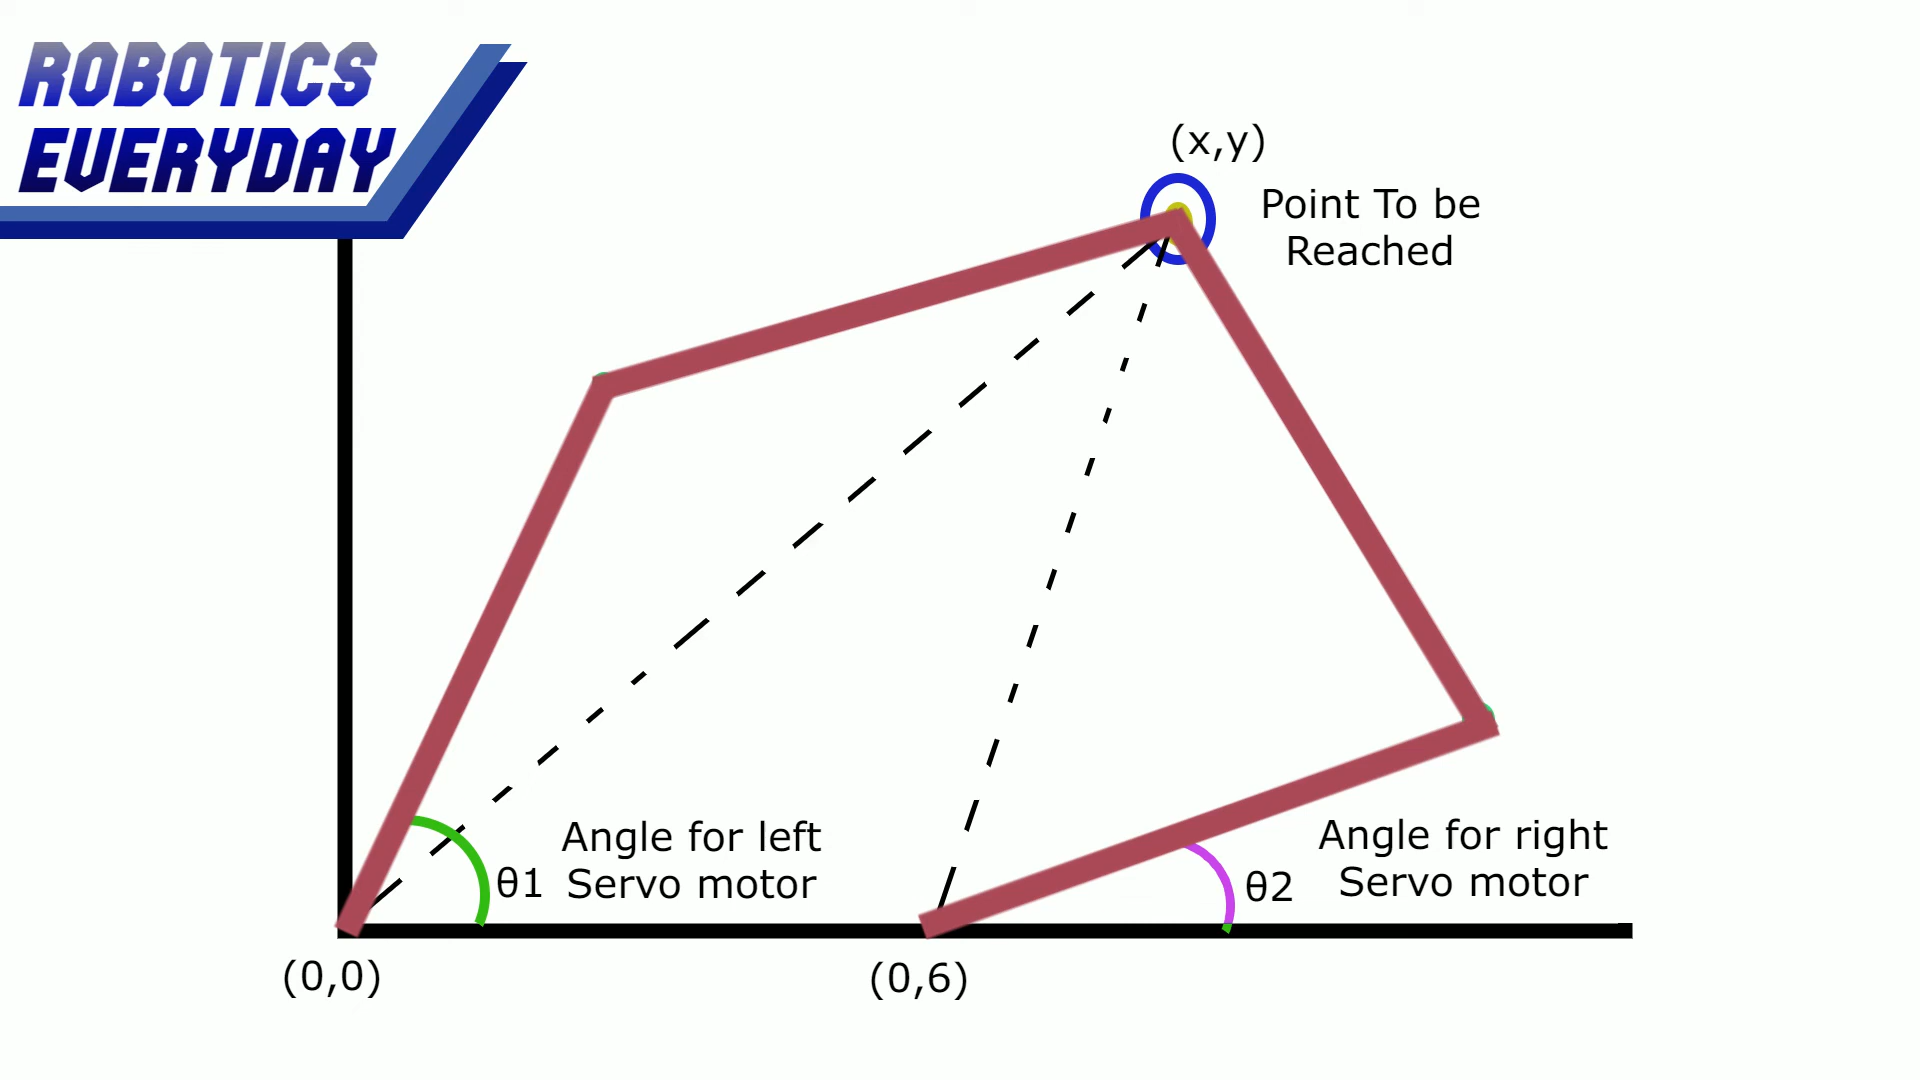 ROBOTICS
EVERYDAY
(x,y)
Point To be
Reached
Angle for left
Servo motor
θ1
Angle for right
Servo motor
θ2
(0,0)
(0,6)